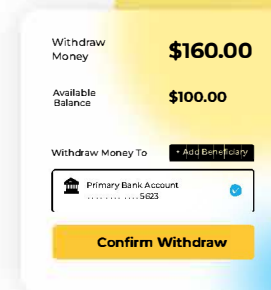 Withdraw
Money
$160.00
Available
Balance
$100.00
Withdraw Money To
+ Add Beneficiary
Primary Bank Account
............5623
Confirm Withdraw